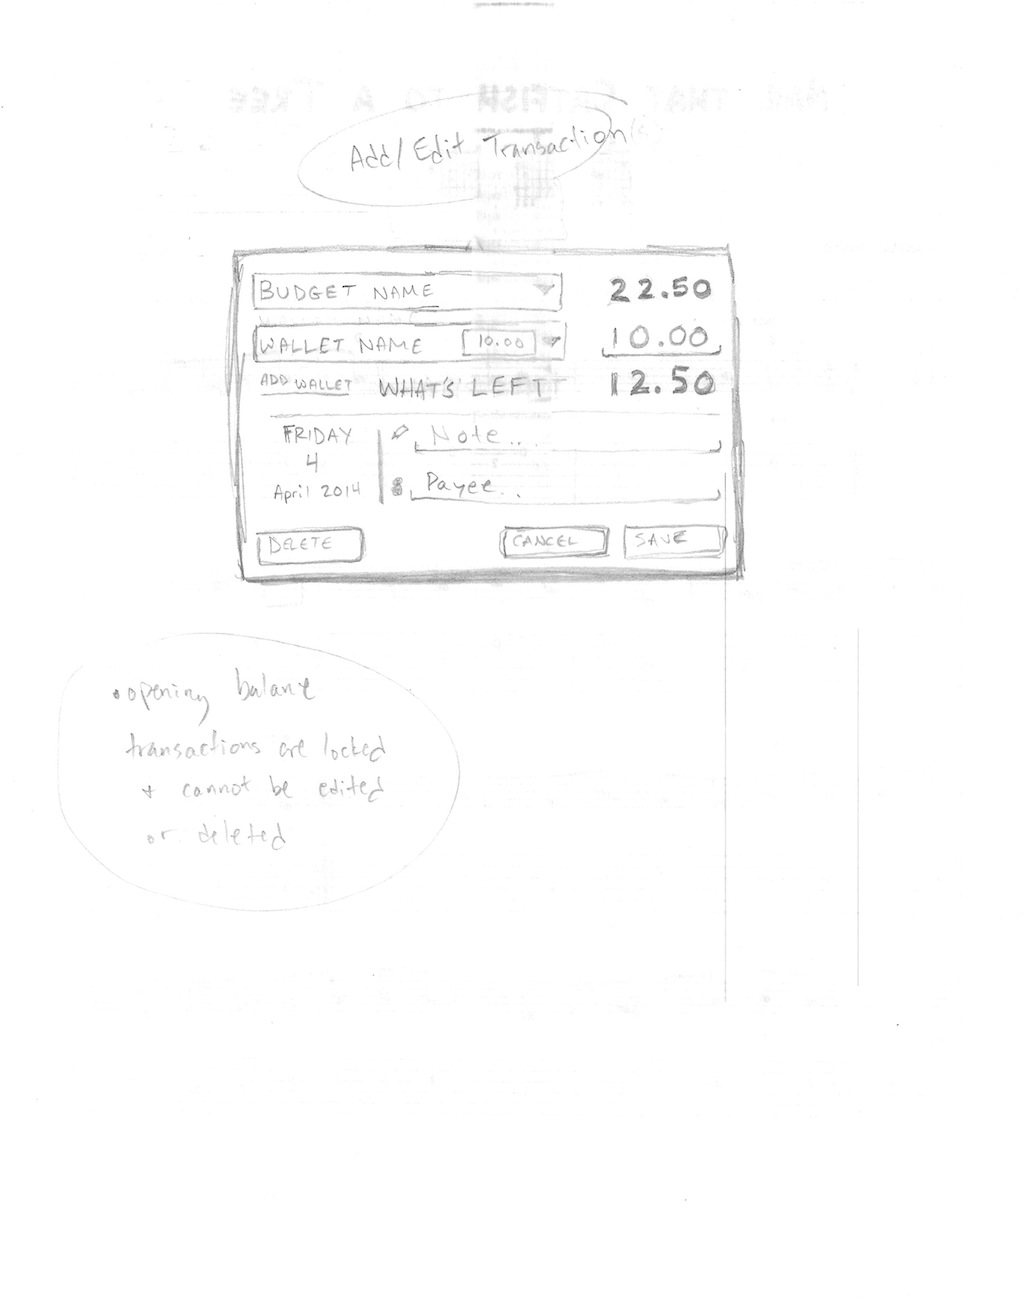 Add/Edit Transaction
BUDGET NAME 22.50
WALLET NAME 10.00 10.00
ADD WALLET WHAT'S LEFT 12.50
FRIDAY Note...
4
April 2014 Payee...
DELETE CANCEL SAVE
• opening balance
transactions are locked
+ cannot be edited
or deleted